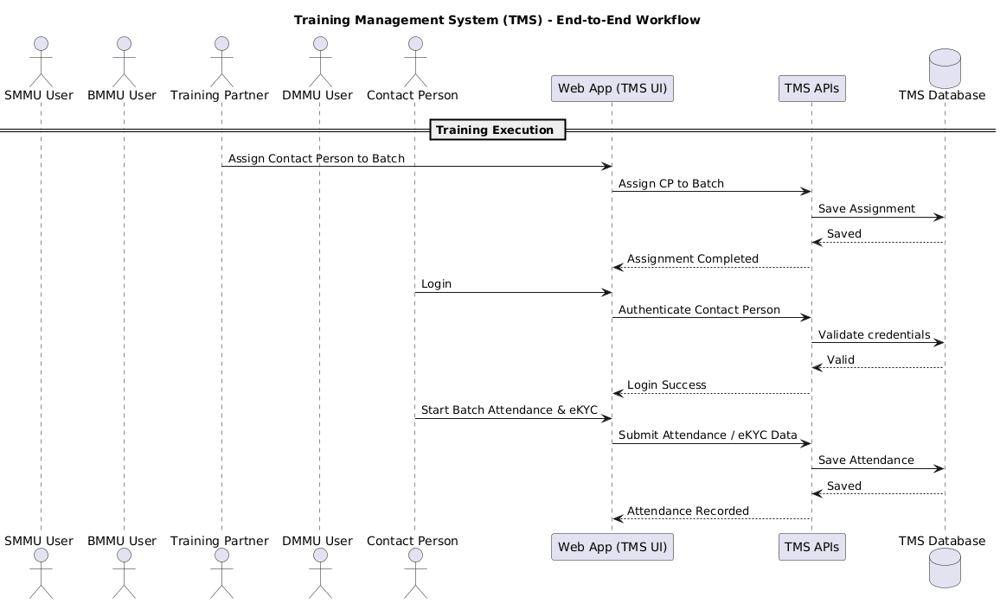 Training Management System (TMS) - End-to-End Workflow
SMMU User
BMMU User
Training Partner
DMMU User
Contact Person
Web App (TMS UI)
TMS APIs
TMS Database
Training Execution
Assign Contact Person to Batch
Assign CP to Batch
Save Assignment
Saved
Assignment Completed
Login
Authenticate Contact Person
Validate credentials
Valid
Login Success
Start Batch Attendance & eKYC
Submit Attendance / eKYC Data
Save Attendance
Saved
Attendance Recorded
SMMU User
BMMU User
Training Partner
DMMU User
Contact Person
Web App (TMS UI)
TMS APIs
TMS Database